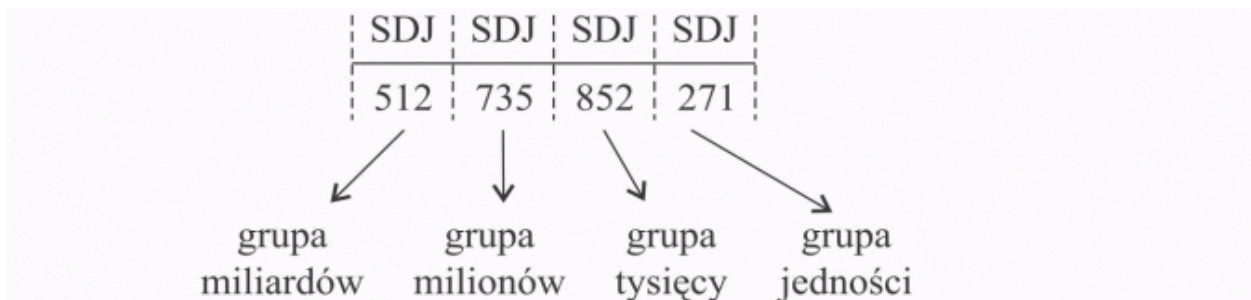 SDJ SDJ SDJ SDJ
512 735 852 271
grupa miliardów
grupa milionów
grupa tysięcy
grupa jedności